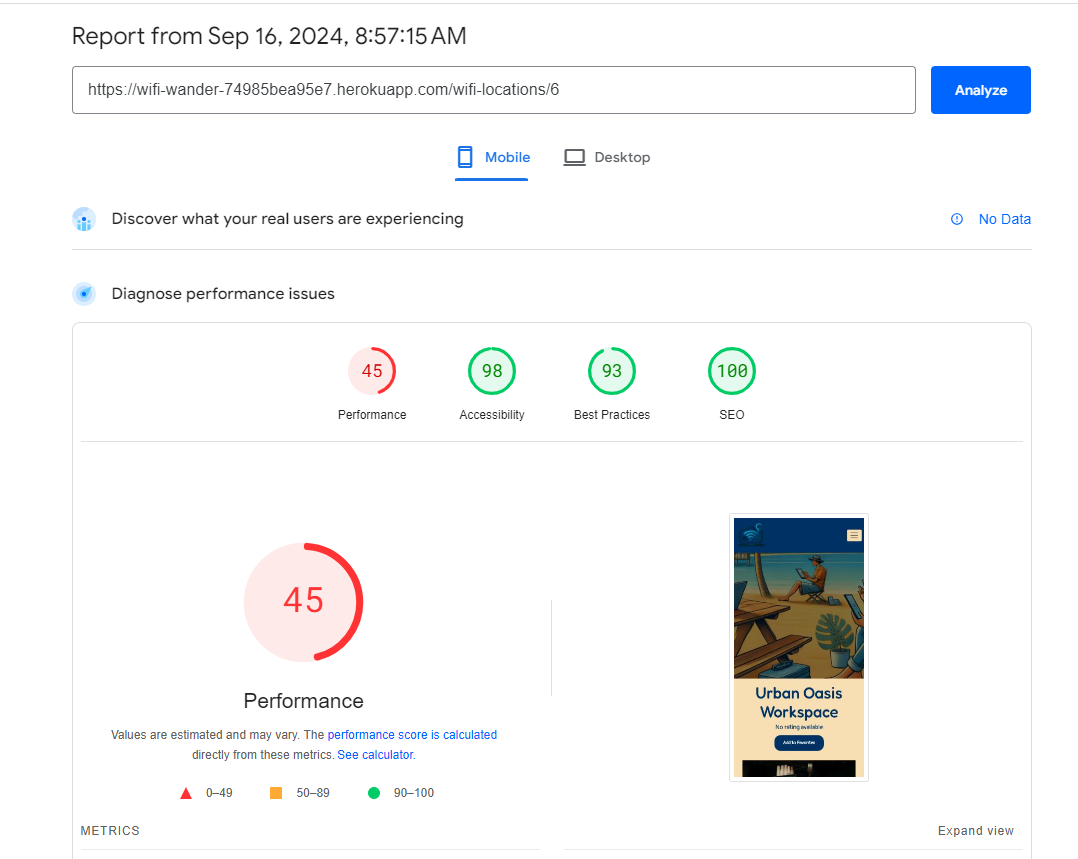 Report from Sep 16, 2024, 8:57:15 AM
https://wifi-wander-74985bea95e7.herokuapp.com/wifi-locations/6
Analyze
Mobile
Desktop
Discover what your real users are experiencing
No Data
Diagnose performance issues
45
98
93
100
Performance
Accessibility
Best Practices
SEO
45
Performance
Values are estimated and may vary. The performance score is calculated
directly from these metrics. See calculator.
0–49
50–89
90–100
Urban Oasis
Workspace
No rating available
Add to Favorites
METRICS
Expand view